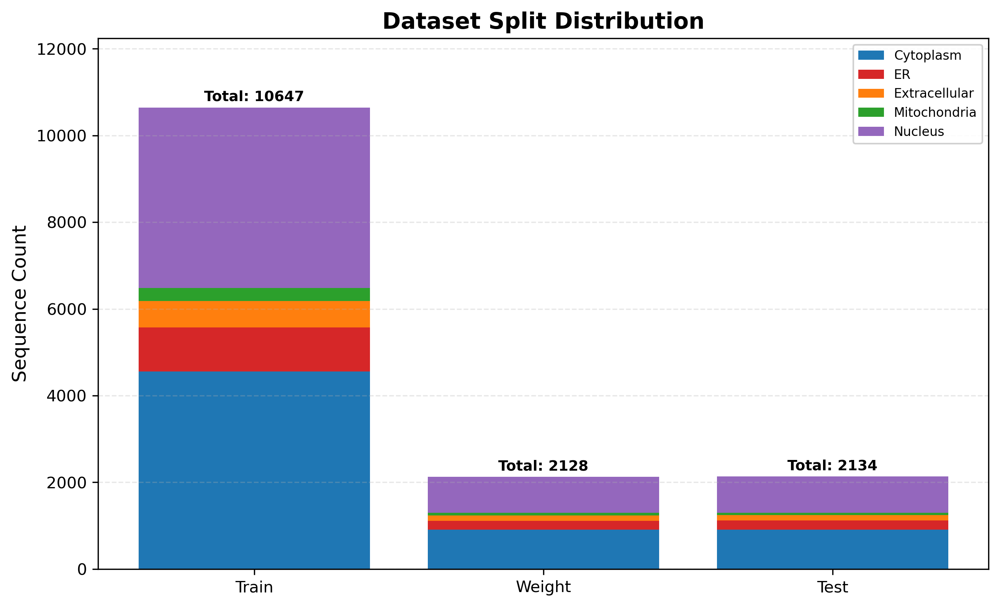 Dataset Split Distribution
Sequence Count
12000
10000
8000
6000
4000
2000
0
Total: 10647
Total: 2128
Total: 2134
Cytoplasm
ER
Extracellular
Mitochondria
Nucleus
Train
Weight
Test